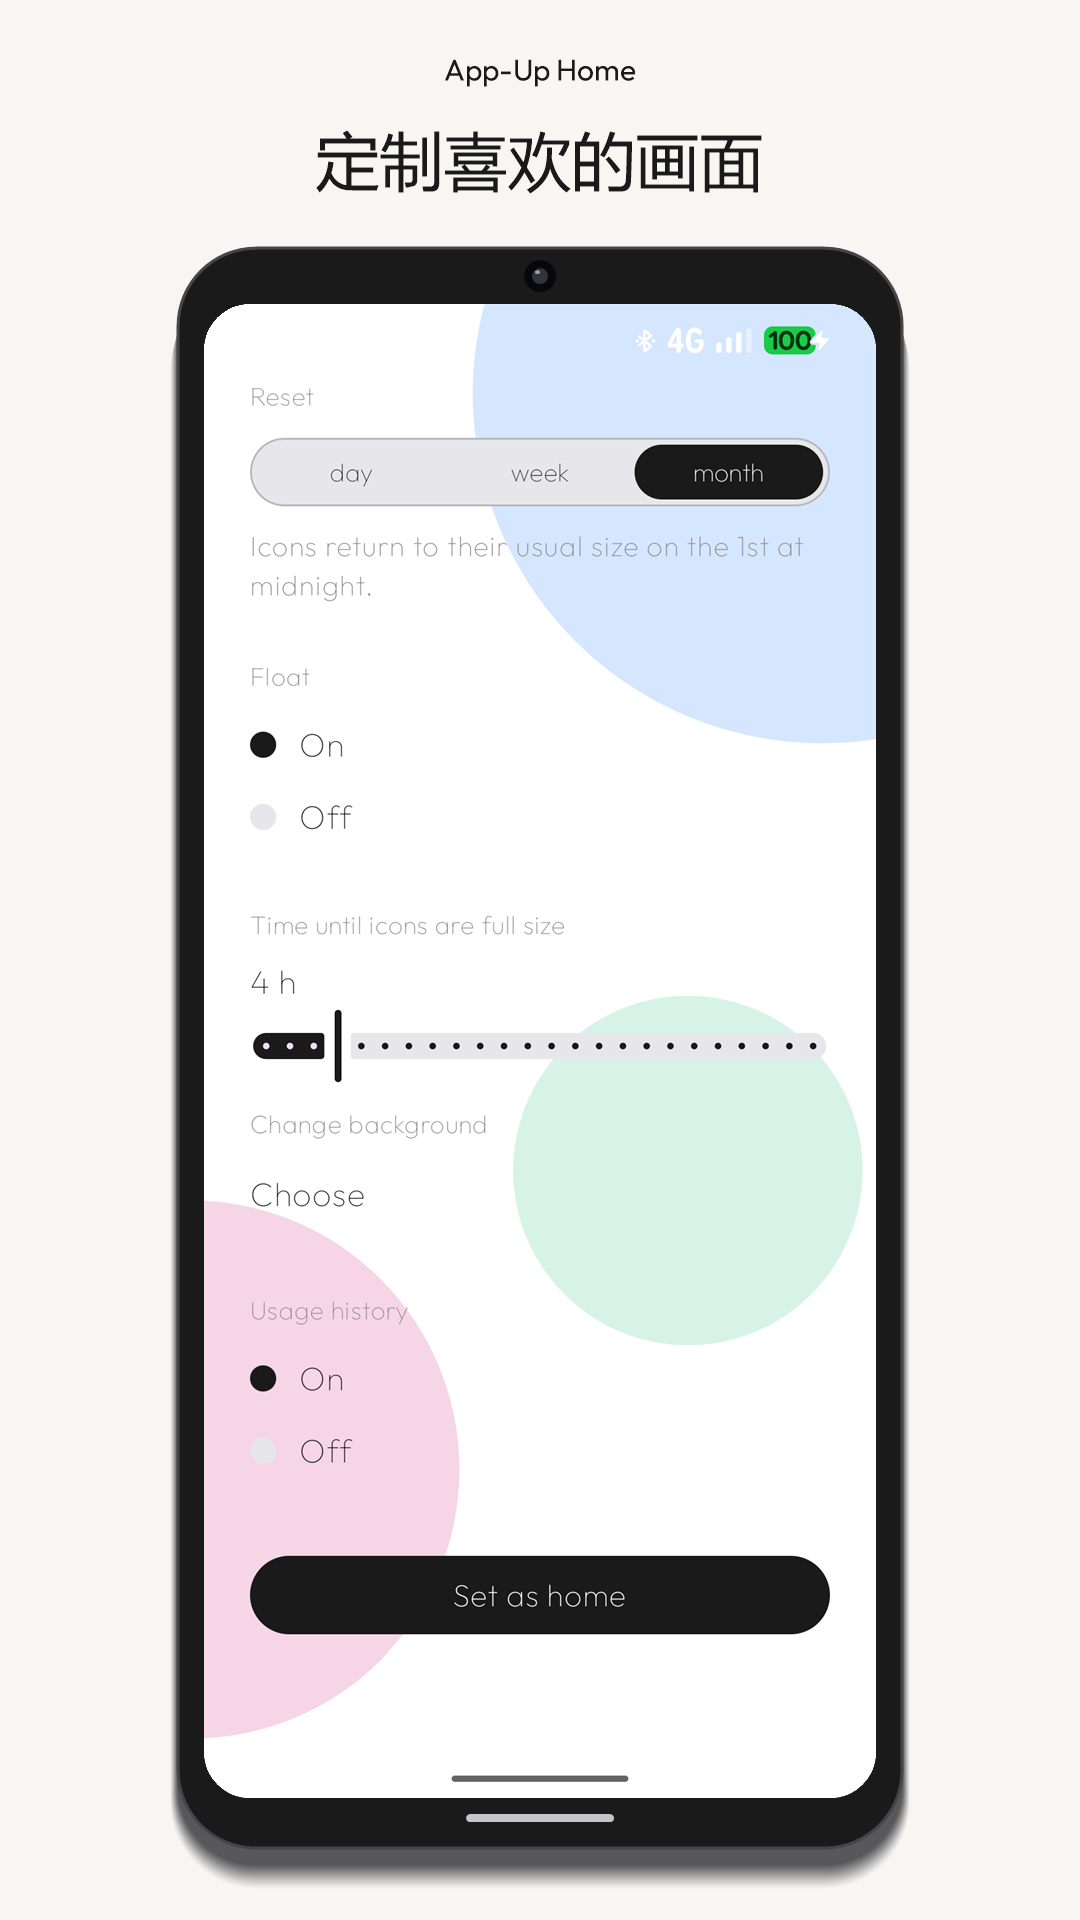 App-Up Home
定制喜欢的画面
4G 100
Reset
day week month
Icons return to their usual size on the 1st at
midnight.
Float
On
Off
Time until icons are full size
4 h
Change background
Choose
Usage history
On
Off
Set as home